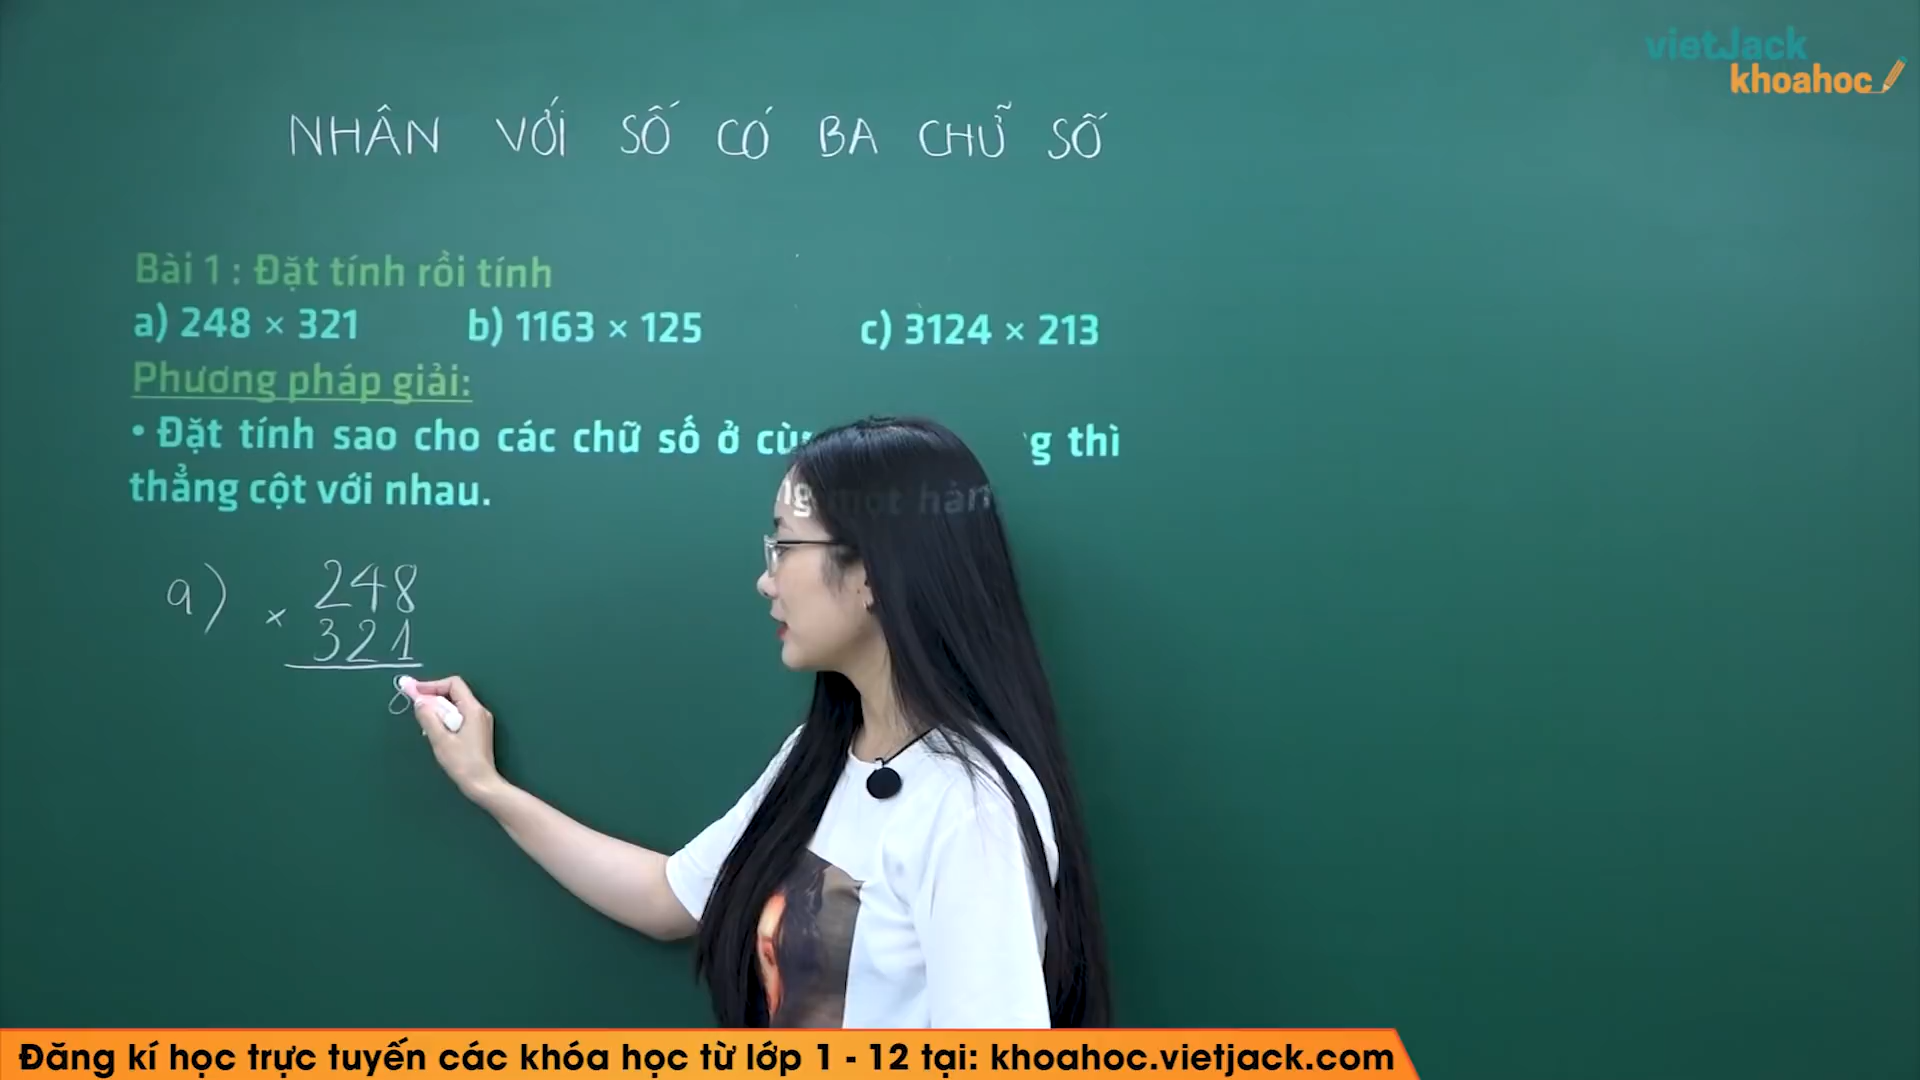 vietJack
khoahoc
NHÂN VỚI SỐ CÓ BA CHỮ SỐ
Bài 1 : Đặt tính rồi tính
a) 248 × 321 b) 1163 × 125 c) 3124 × 213
Phương pháp giải:
• Đặt tính sao cho các chữ số ở thì
thẳng cột với nhau.
a) × 248
321
8
Đăng kí học trực tuyến các khóa học từ lớp 1 - 12 tại: khoahoc.vietjack.com